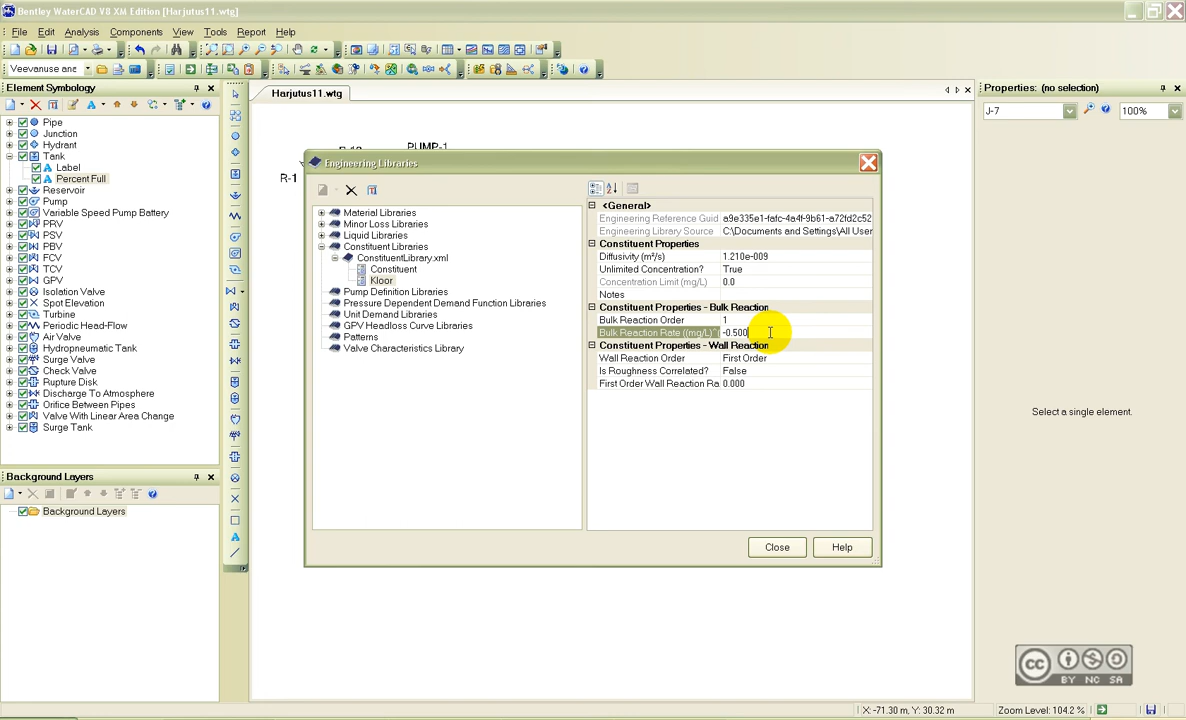 Bentley WaterCAD V8 XM Edition [Harjutus11.wtg]
File Edit Analysis Components View Tools Report Help
Veevanuse ane
Element Symbology
Pipe
Junction
Hydrant
Tank
Label
Percent Full
Reservoir
Pump
Variable Speed Pump Battery
PRV
PSV
PBV
FCV
TCV
GPV
Isolation Valve
Spot Elevation
Turbine
Periodic Head-Flow
Air Valve
Hydropneumatic Tank
Surge Valve
Check Valve
Rupture Disk
Discharge To Atmosphere
Orifice Between Pipes
Valve With Linear Area Change
Surge Tank
Background Layers
Background Layers
Harjutus11.wtg
PUMP-1
R-1
Engineering Libraries
Material Libraries
Minor Loss Libraries
Liquid Libraries
Constituent Libraries
ConstituentLibrary.xml
Constituent
Kloor
Pump Definition Libraries
Pressure Dependent Demand Function Libraries
Unit Demand Libraries
GPV Headloss Curve Libraries
Patterns
Valve Characteristics Library
<General>
Engineering Reference Guid a9e335e1-fafc-4a4f-9b61-a72fd2c52
Engineering Library Source C:\Documents and Settings\All User
Constituent Properties
Diffusivity (m²/s) 1.210e-009
Unlimited Concentration? True
Concentration Limit (mg/L) 0.0
Notes
Constituent Properties - Bulk Reaction
Bulk Reaction Order 1
Bulk Reaction Rate ((mg/L)^( -0.500
Constituent Properties - Wall Reaction
Wall Reaction Order First Order
Is Roughness Correlated? False
First Order Wall Reaction Ra 0.000
Close Help
Properties: (no selection)
J-7 100%
Select a single element.
cc BY NC SA
X: -71.30 m, Y: 30.32 m Zoom Level: 104.2 %